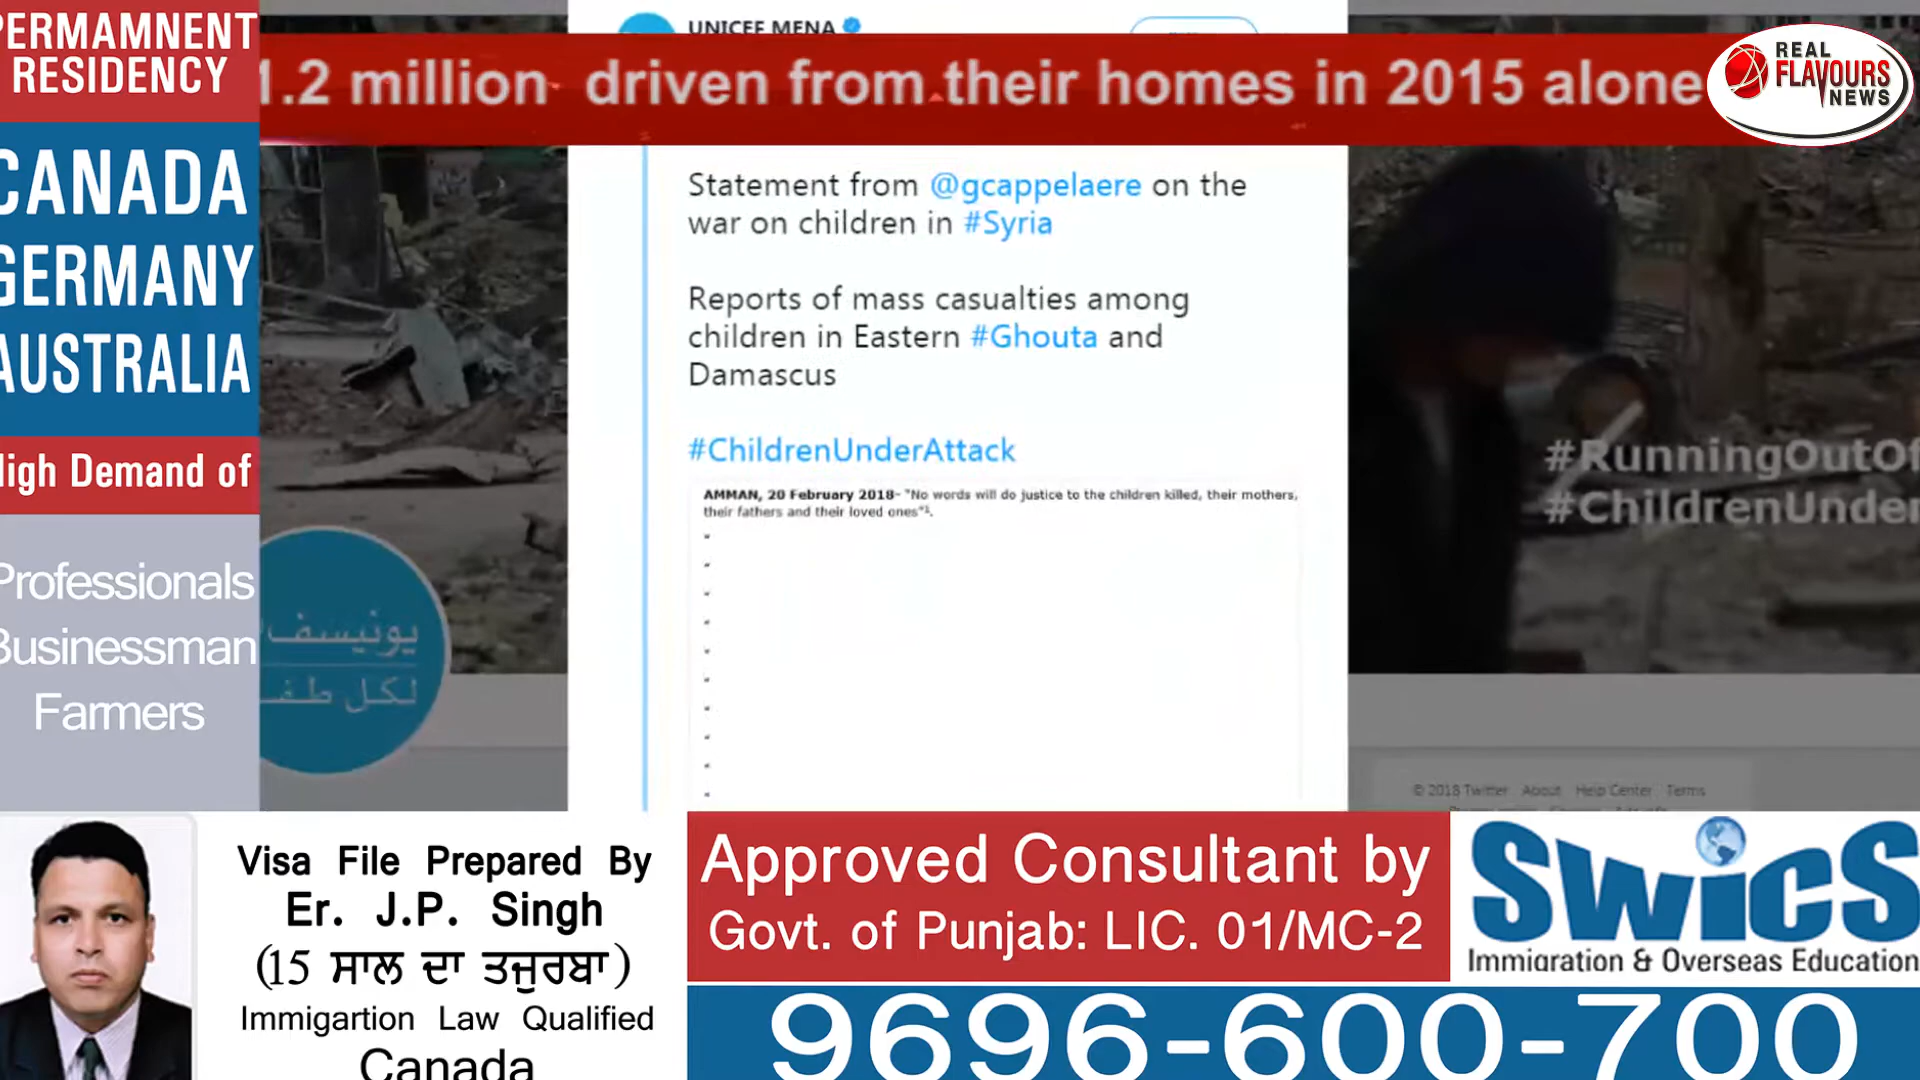 PERMAMNENT
RESIDENCY
CANADA
GERMANY
AUSTRALIA
High Demand of
Professionals
Businessman
Farmers
UNICEF MENA
1.2 million driven from their homes in 2015 alone
REAL
FLAVOURS
NEWS
Statement from @gcappelaere on the
war on children in #Syria
Reports of mass casualties among
children in Eastern #Ghouta and
Damascus
#ChildrenUnderAttack
AMMAN, 20 February 2018- "No words will do justice to the children killed, their mothers,
their fathers and their loved ones"¹.
#RunningOutOf
#ChildrenUnder
يونيسف
لكل طف
© 2018 Twitter About Help Center Terms
Visa File Prepared By
Er. J.P. Singh
(15 ਸਾਲ ਦਾ ਤਜੁਰਬਾ)
Immigartion Law Qualified
Canada
Approved Consultant by
Govt. of Punjab: LIC. 01/MC-2
SWiCS
Immigration & Overseas Education
9696-600-700